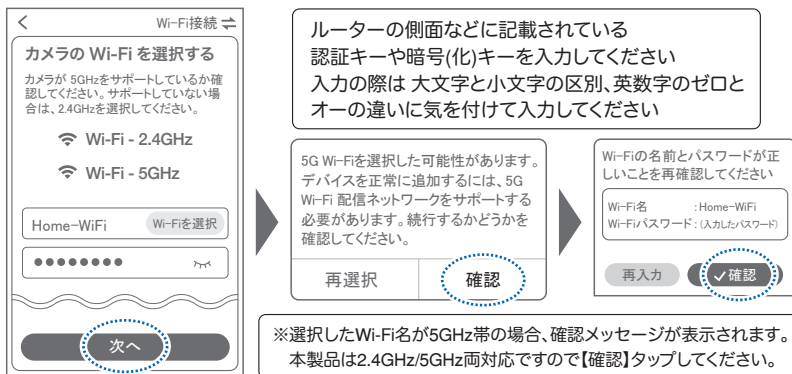 Wi-Fi接続
カメラの Wi-Fi を選択する
カメラが 5GHzをサポートしているか確
認してください。サポートしていない場
合は、2.4GHzを選択してください。
Wi-Fi - 2.4GHz
Wi-Fi - 5GHz
Home-WiFi
Wi-Fiを選択
●●●●●●●●
次へ
ルーターの側面などに記載されている
認証キーや暗号(化)キーを入力してください
入力の際は 大文字と小文字の区別、英数字のゼロと
オーの違いに気を付けて入力してください
5G Wi-Fiを選択した可能性があります。
デバイスを正常に追加するには、5G
Wi-Fi 配信ネットワークをサポートする
必要があります。続行するかどうかを
確認してください。
再選択
確認
Wi-Fiの名前とパスワードが正
しいことを再確認してください
Wi-Fi名 :Home-WiFi
Wi-Fiパスワード:(入力したパスワード)
再入力
確認
※選択したWi-Fi名が5GHz帯の場合、確認メッセージが表示されます。
本製品は2.4GHz/5GHz両対応ですので【確認】タップしてください。